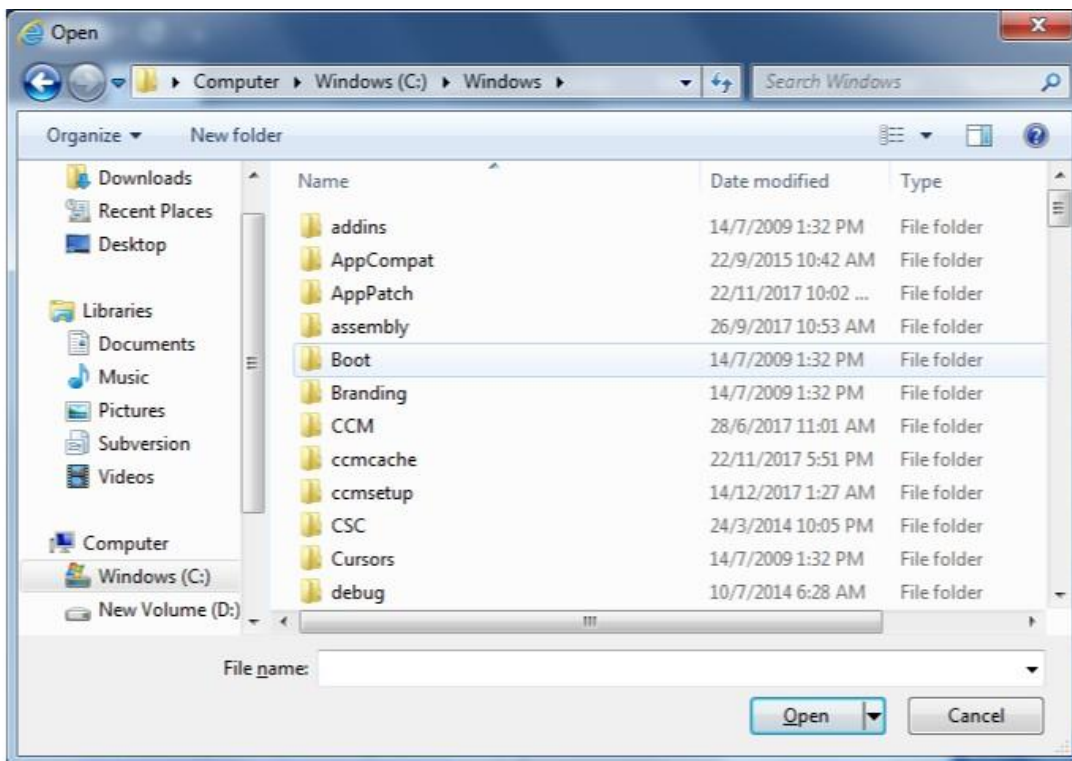 Open
Computer Windows (C:) Windows Search Windows
Organize New folder
Downloads
Recent Places
Desktop
Libraries
Documents
Music
Pictures
Subversion
Videos
Computer
Windows (C:)
New Volume (D:)
Name Date modified Type
addins 14/7/2009 1:32 PM File folder
AppCompat 22/9/2015 10:42 AM File folder
AppPatch 22/11/2017 10:02 ... File folder
assembly 26/9/2017 10:53 AM File folder
Boot 14/7/2009 1:32 PM File folder
Branding 14/7/2009 1:32 PM File folder
CCM 28/6/2017 11:01 AM File folder
ccmcache 22/11/2017 5:51 PM File folder
ccmsetup 14/12/2017 1:27 AM File folder
CSC 24/3/2014 10:05 PM File folder
Cursors 14/7/2009 1:32 PM File folder
debug 10/7/2014 6:28 AM File folder
File name:
Open Cancel